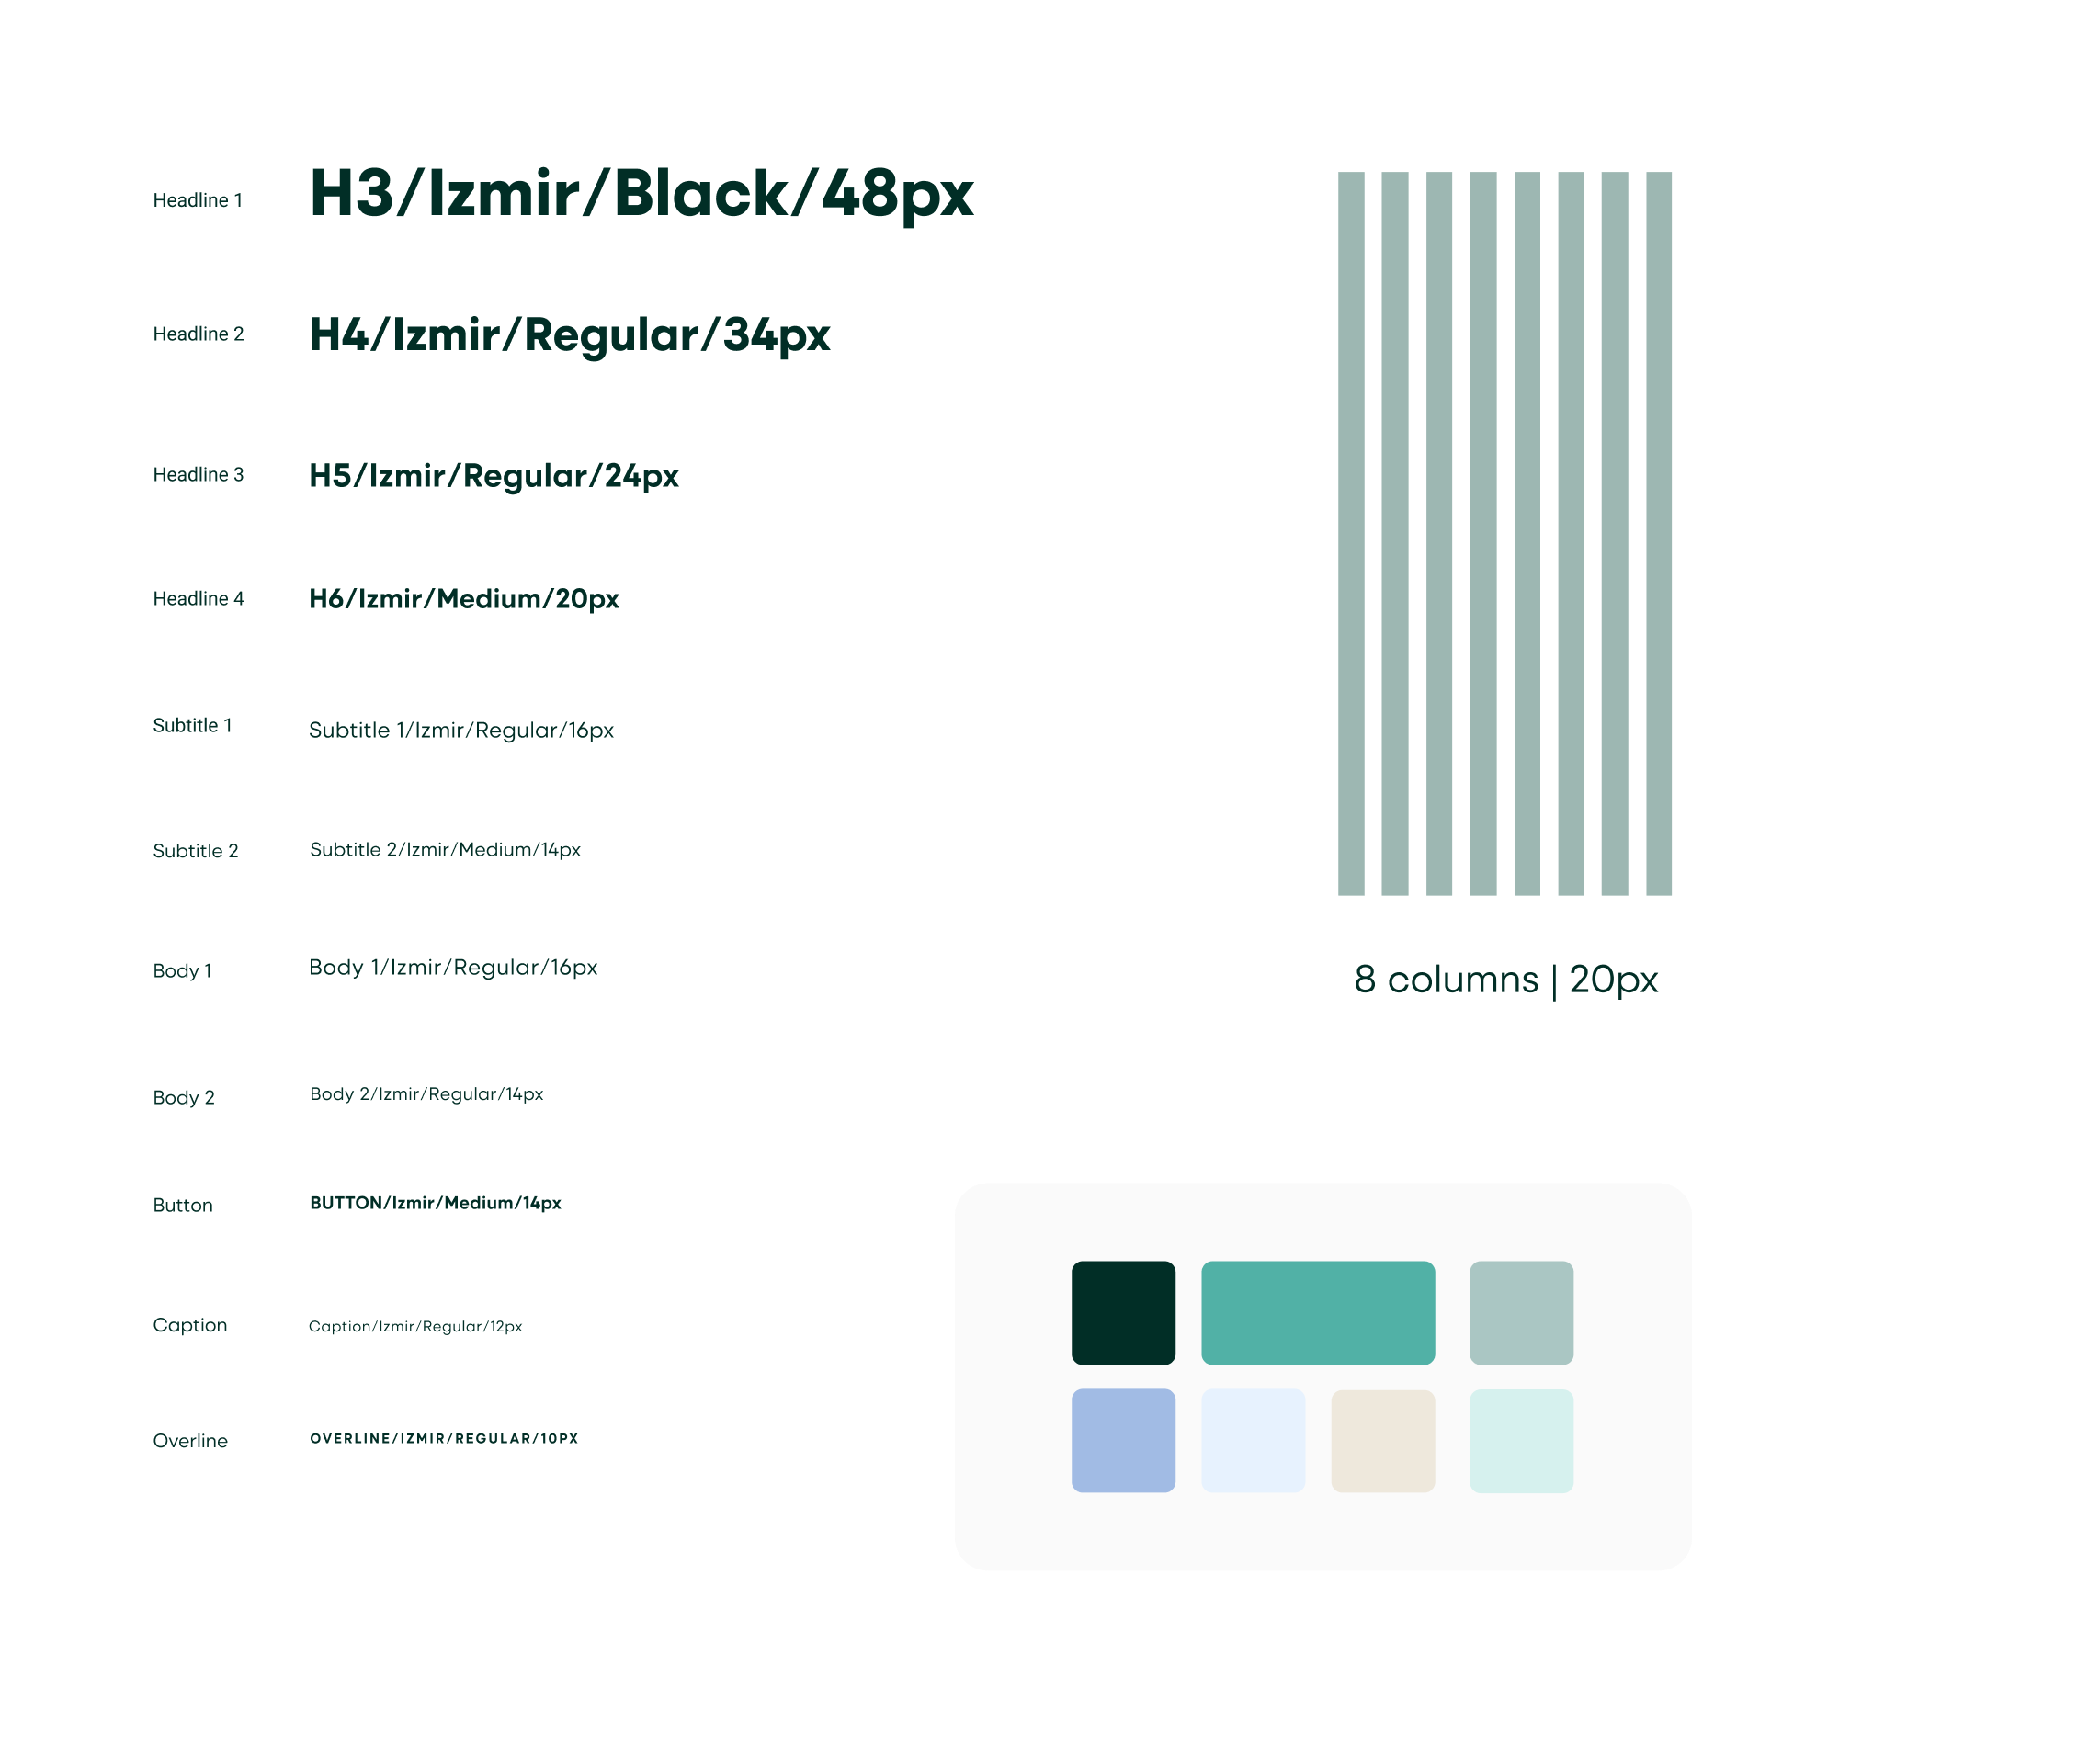 Headline 1
H3/Izmir/Black/48px
Headline 2
H4/Izmir/Regular/34px
Headline 3
H5/Izmir/Regular/24px
Headline 4
H6/Izmir/Medium/20px
Subtitle 1
Subtitle 1/Izmir/Regular/16px
Subtitle 2
Subtitle 2/Izmir/Medium/14px
Body 1
Body 1/Izmir/Regular/16px
Body 2
Body 2/Izmir/Regular/14px
Button
BUTTON/Izmir/Medium/14px
Caption
Caption/Izmir/Regular/12px
Overline
OVERLINE/IZMIR/REGULAR/10PX
8 columns | 20px